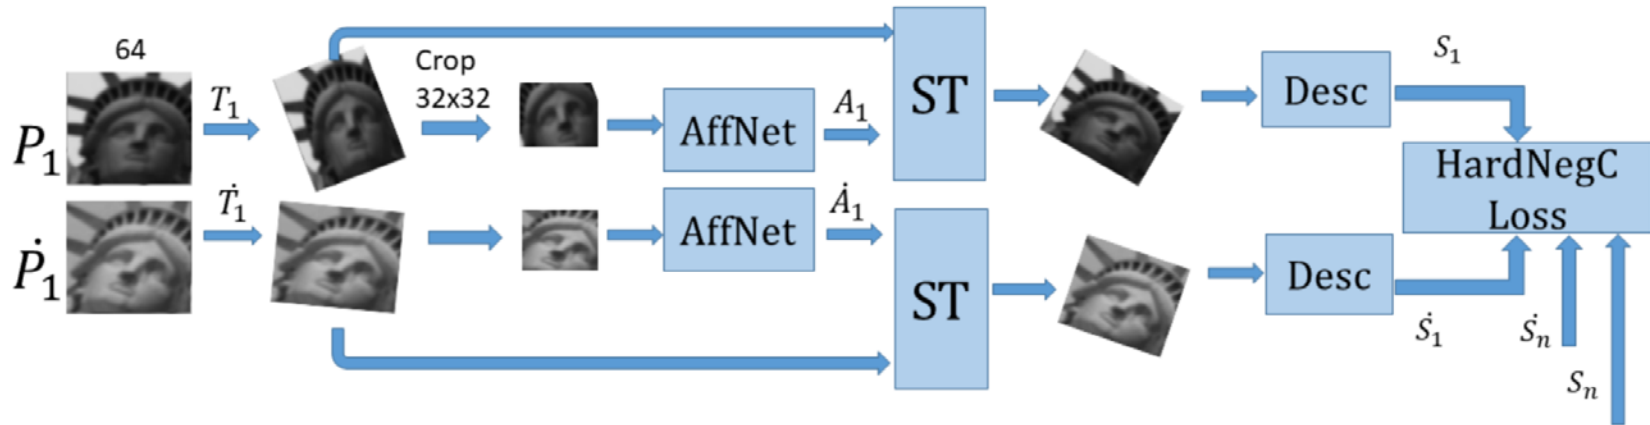 64
P₁
T₁
Crop
32x32
AffNet
A₁
ST
Desc
S₁
HardNegC
Loss
Ṗ₁
Ṫ₁
AffNet
Ȧ₁
ST
Desc
Ṡ₁
Ṡₙ
Sₙ